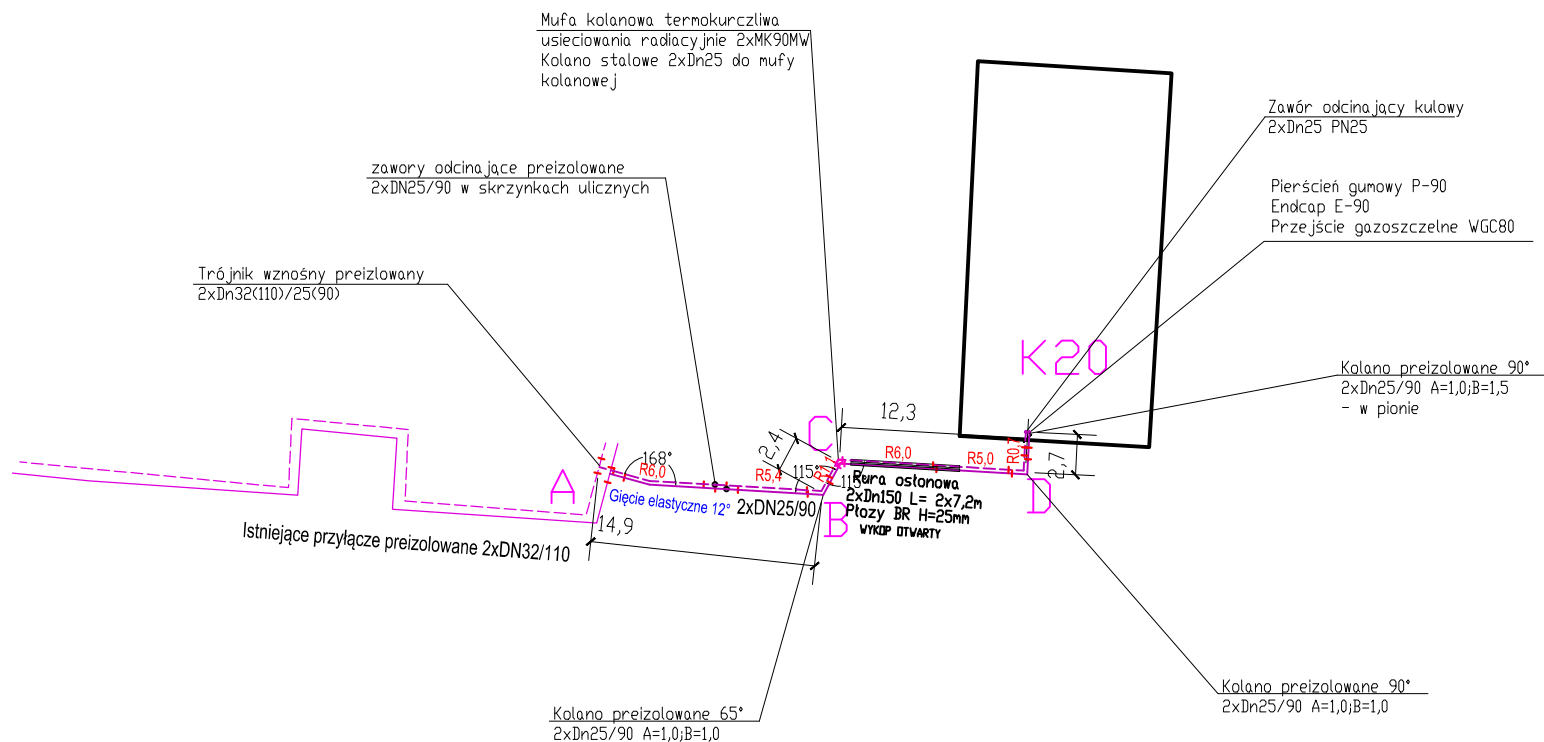 Mufa kolanowa termokurczliwa
usieciowania radiacyjnie 2xMK90MW
Kolano stalowe 2xDn25 do mufy
kolanowej
Zawór odcinający kulowy
2xDn25 PN25
zawory odcinające preizolowane
2xDN25/90 w skrzynkach ulicznych
Pierścień gumowy P-90
Endcap E-90
Przejście gazoszczelne WGC80
Trójnik wznośny preizlowany
2xDn32(110)/25(90)
K20
Kolano preizolowane 90°
2xDn25/90 A=1,0;B=1,5
- w pionie
12,3
C
2,4
R6,0
R5,0
2,7
A
168°
R6,0
R5,4
115°
R1,1
115°
Gięcie elastyczne 12°
2xDN25/90
B
Rura osłonowa
2xDn150 L= 2x7,2m
Płozy BR H=25mm
WYKOP OTWARTY
D
14,9
Istniejące przyłącze preizolowane 2xDN32/110
Kolano preizolowane 65°
2xDn25/90 A=1,0;B=1,0
Kolano preizolowane 90°
2xDn25/90 A=1,0;B=1,0